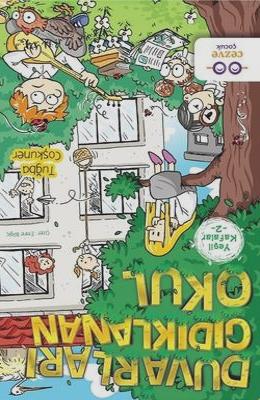 DUVARLARI
GIDIKLANAN
OKUL
Yeşil
Kafalar
-2-
Tuğba
Coşkuner
cezve
çocuk